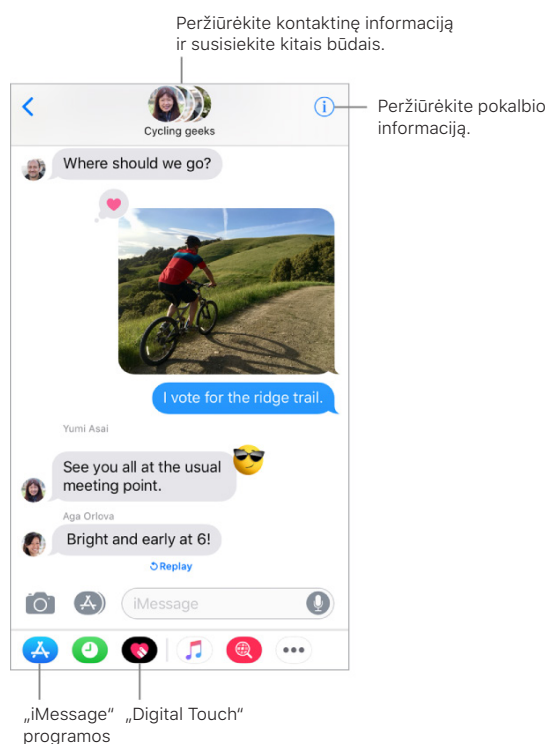 Peržiūrėkite kontaktinę informaciją
ir susisiekite kitais būdais.
Peržiūrėkite pokalbio
informaciją.
Cycling geeks
Where should we go?
I vote for the ridge trail.
Yumi Asai
See you all at the usual
meeting point.
Aga Orlova
Bright and early at 6!
Replay
iMessage
„iMessage“
programos
„Digital Touch“